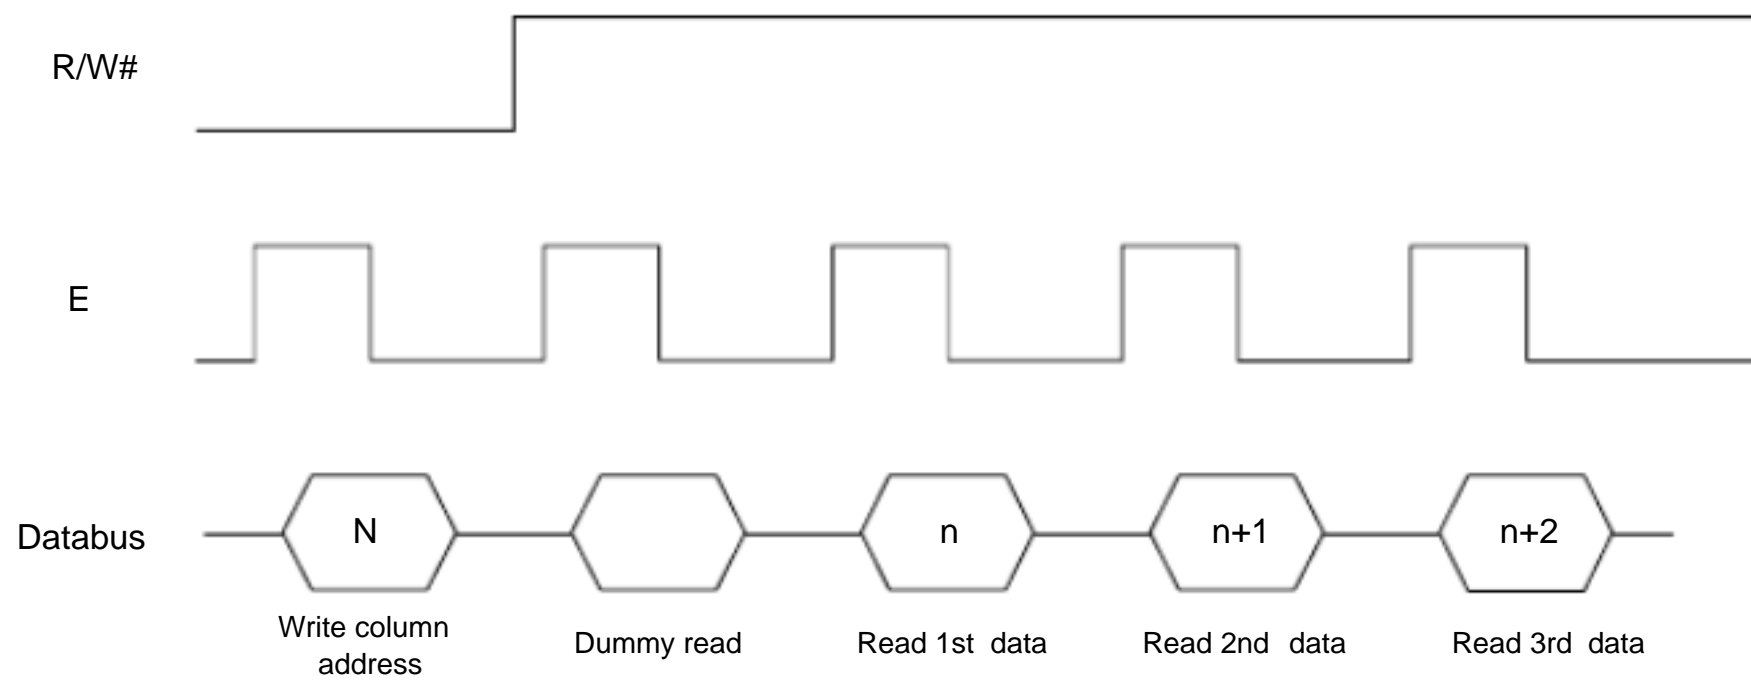 R/W#
E
Databus
N
n
n+1
n+2
Write column
address
Dummy read
Read 1st data
Read 2nd data
Read 3rd data